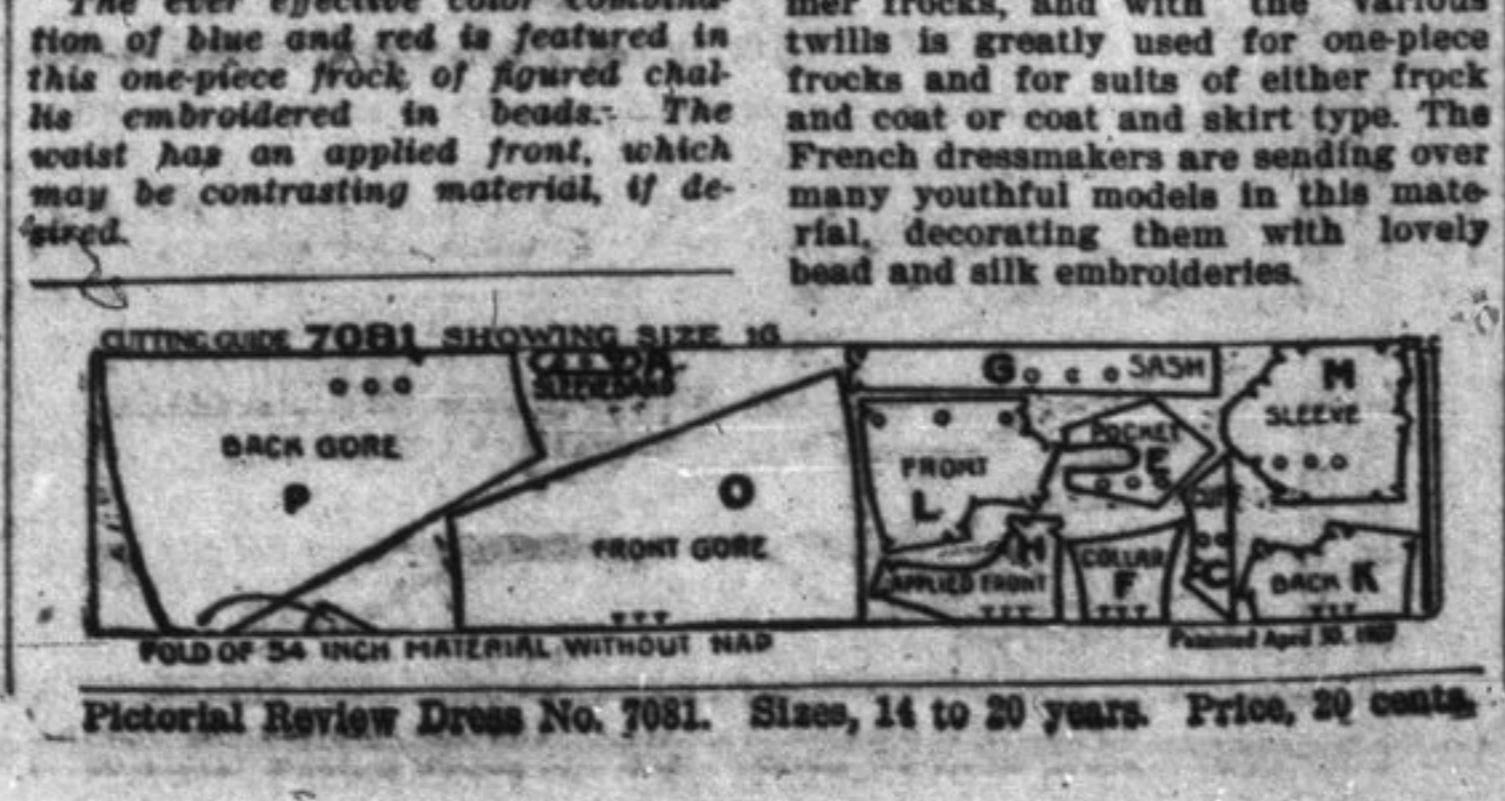 The ever effective color combina-
tion of blue and red is featured in
this one-piece frock of figured chal-
lis embroidered in beads. The
waist has an applied front, which
may be contrasting material, if de-
sired.
mer frocks, and with the various
twills is greatly used for one-piece
frocks and for suits of either frock
and coat or coat and skirt type. The
French dressmakers are sending over
many youthful models in this mate-
rial, decorating them with lovely
bead and silk embroideries.
CUTTING GUIDE 7081 SHOWING SIZE 16
BACK GORE
P
O
FRONT GORE
G SASH
FRONT
L
POCKET
E
M
SLEEVE
H
APPLIED FRONT
COLLAR
F
C
BACK K
FOLD OF 54 INCH MATERIAL WITHOUT NAP
Patented April 30, 1907
Pictorial Review Dress No. 7081. Sizes, 14 to 20 years. Price, 20 cents.